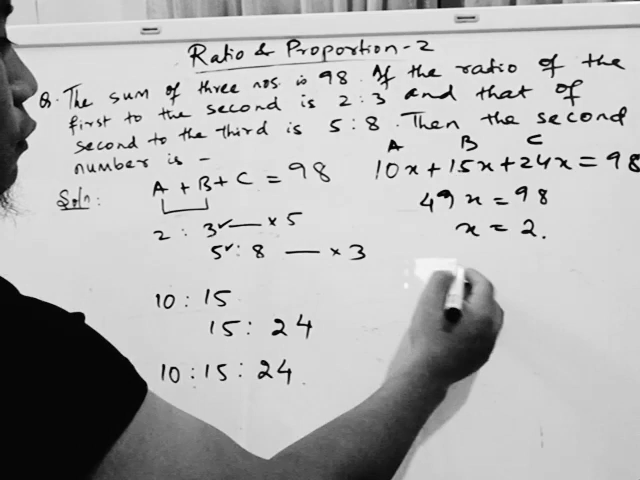 Ratio & Proportion-2
Q. The sum of three nos. is 98. If the ratio of the
first to the second is 2:3 and that of
second to the third is 5:8. Then the second
number is -
Soln:
A + B + C = 98
2 : 3✓—— × 5
5✓: 8 —— × 3
10 : 15
15 : 24
10 : 15 : 24.
A B C
10x + 15x + 24x = 98
49x = 98
x = 2.